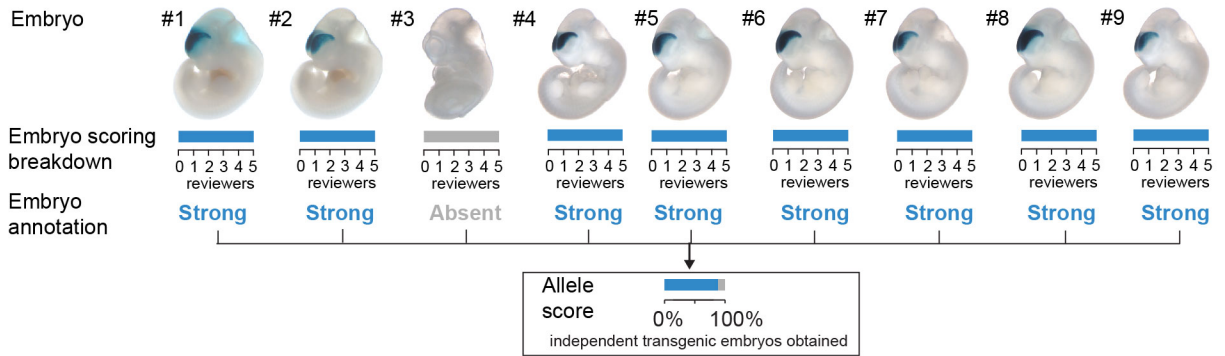 Embryo #1 #2 #3 #4 #5 #6 #7 #8 #9
Embryo scoring
breakdown
0 1 2 3 4 5 0 1 2 3 4 5 0 1 2 3 4 5 0 1 2 3 4 5 0 1 2 3 4 5 0 1 2 3 4 5 0 1 2 3 4 5 0 1 2 3 4 5 0 1 2 3 4 5
reviewers reviewers reviewers reviewers reviewers reviewers reviewers reviewers reviewers
Embryo
annotation
Strong Strong Absent Strong Strong Strong Strong Strong Strong
Allele
score
0% 100%
independent transgenic embryos obtained